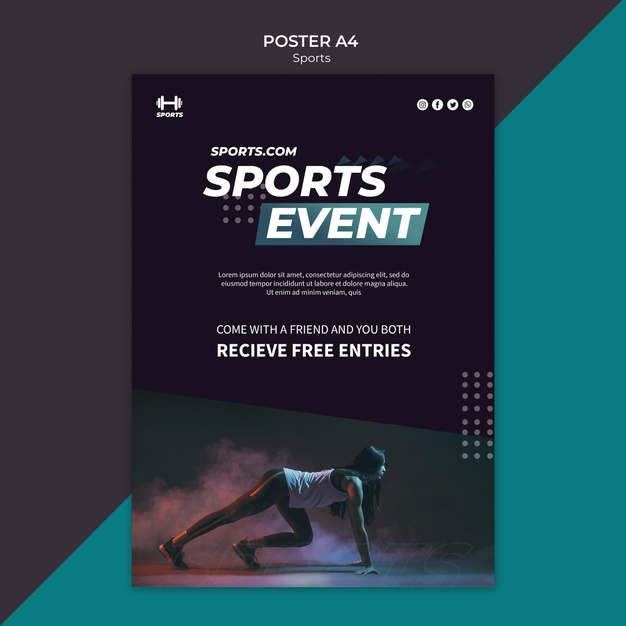 POSTER A4
Sports
SPORTS
SPORTS.COM
SPORTS
EVENT
Lorem ipsum dolor sit amet, consectetur adipiscing elit, sed do
eiusmod tempor incididunt ut labore et dolore magna aliqua.
Ut enim ad minim veniam, quis
COME WITH A FRIEND AND YOU BOTH
RECIEVE FREE ENTRIES
SPORTS